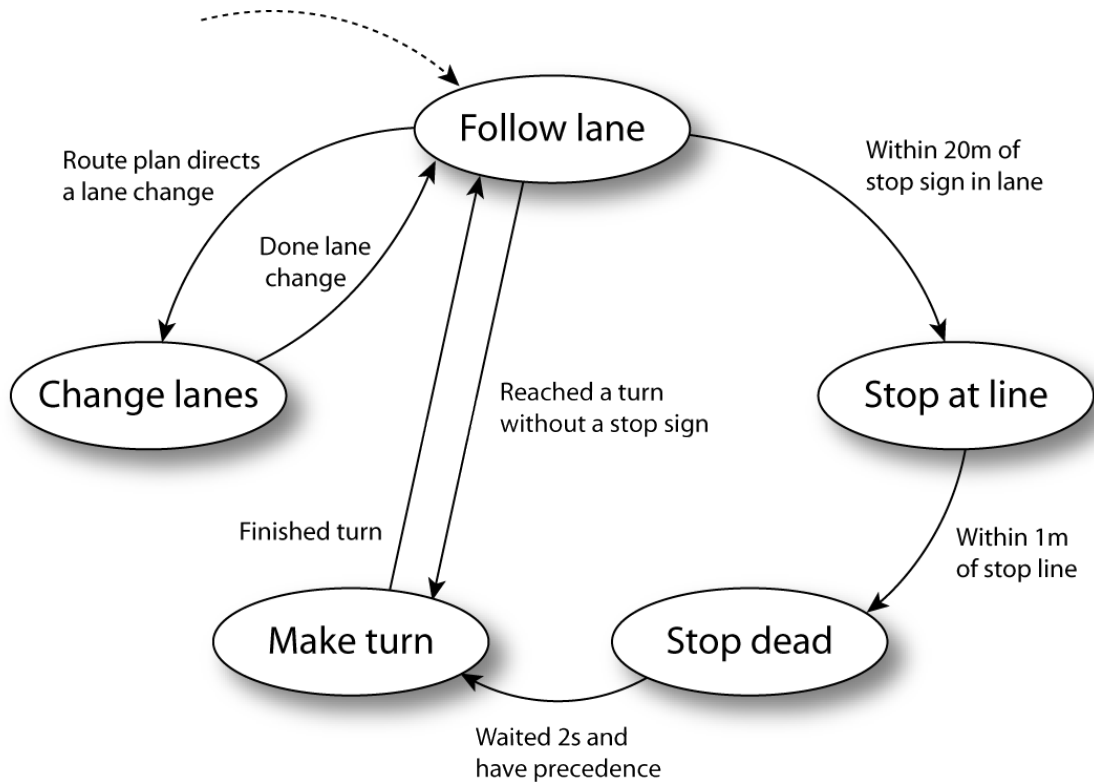 Follow lane
Route plan directs
a lane change
Within 20m of
stop sign in lane
Done lane
change
Change lanes
Reached a turn
without a stop sign
Stop at line
Finished turn
Within 1m
of stop line
Make turn
Stop dead
Waited 2s and
have precedence